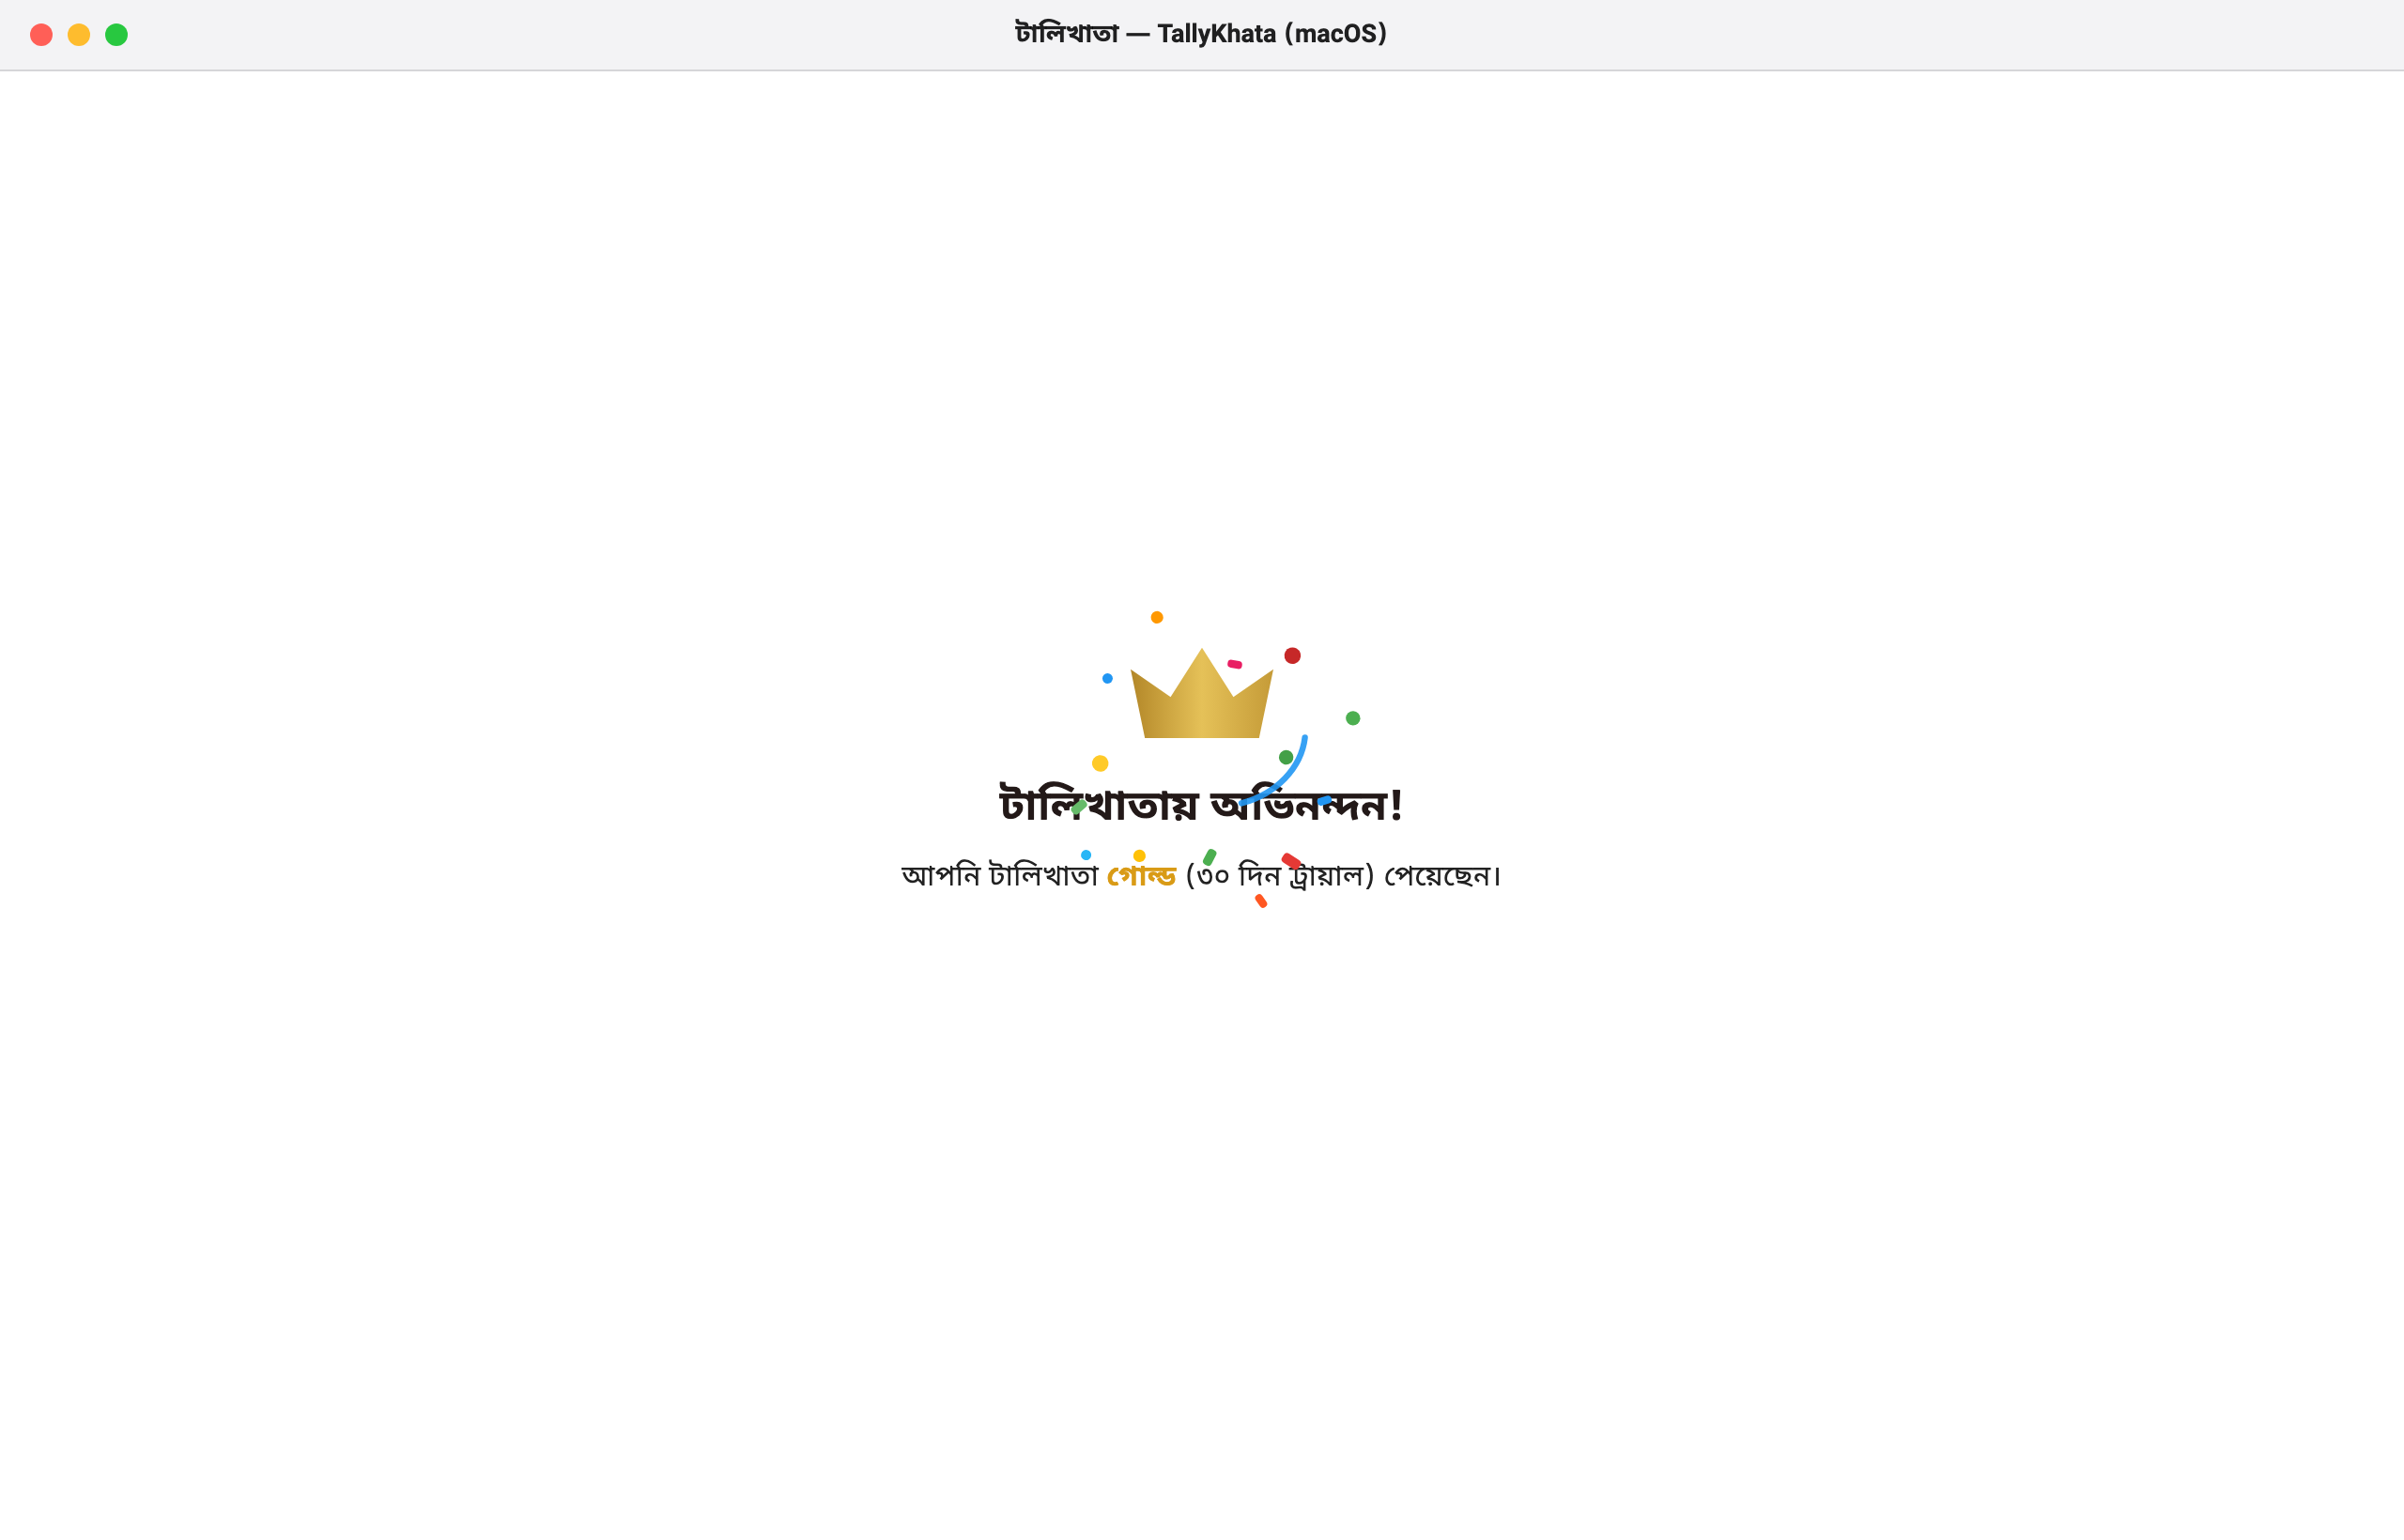 টালিখাতা — TallyKhata (macOS)
টালিখাতায় অভিনন্দন!
আপনি টালিখাতা গোল্ড (৩০ দিন ট্রায়াল) পেয়েছেন।